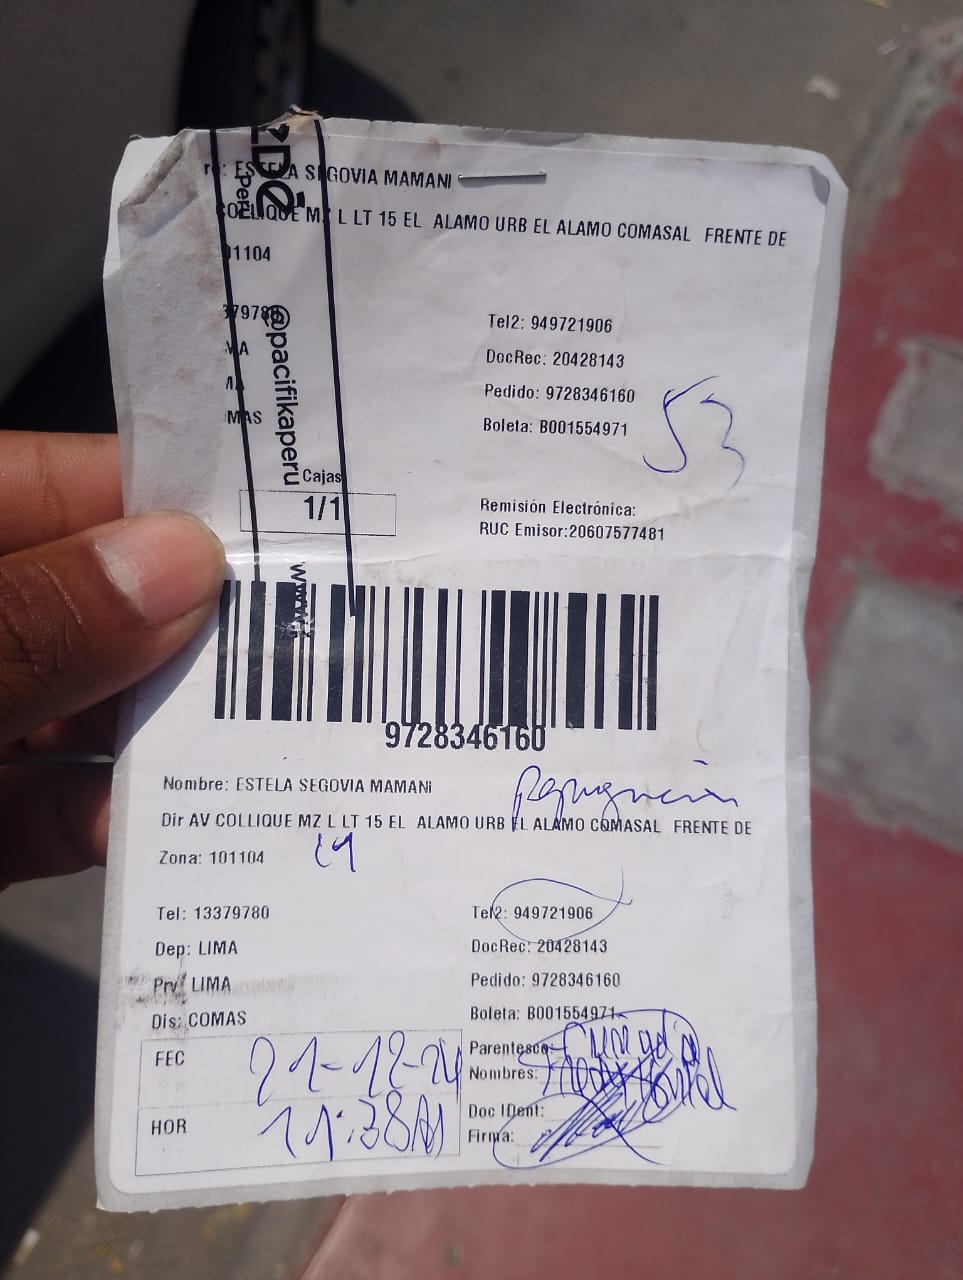 ESTELA SEGOVIA MAMANI
COLLIQUE MZ L LT 15 EL ALAMO URB EL ALAMO COMASAL FRENTE DE
01104
Tel2: 949721906
DocRec: 20428143
Pedido: 9728346160
Boleta: B001554971
53
MAS
Perú
@pacifikaperu
Cajas
1/1
Remisión Electrónica:
RUC Emisor:20607577481
www.
9728346160
Nombre: ESTELA SEGOVIA MAMANI
Dir AV COLLIQUE MZ L LT 15 EL ALAMO URB EL ALAMO COMASAL FRENTE DE
Zona: 101104
Tel: 13379780 Tel2: 949721906
Dep: LIMA DocRec: 20428143
Prv: LIMA Pedido: 9728346160
Dis: COMAS Boleta: B001554971
FEC 21-12-24 Parentesco:
Nombres:
HOR 11:38 Doc IDent:
Firma: